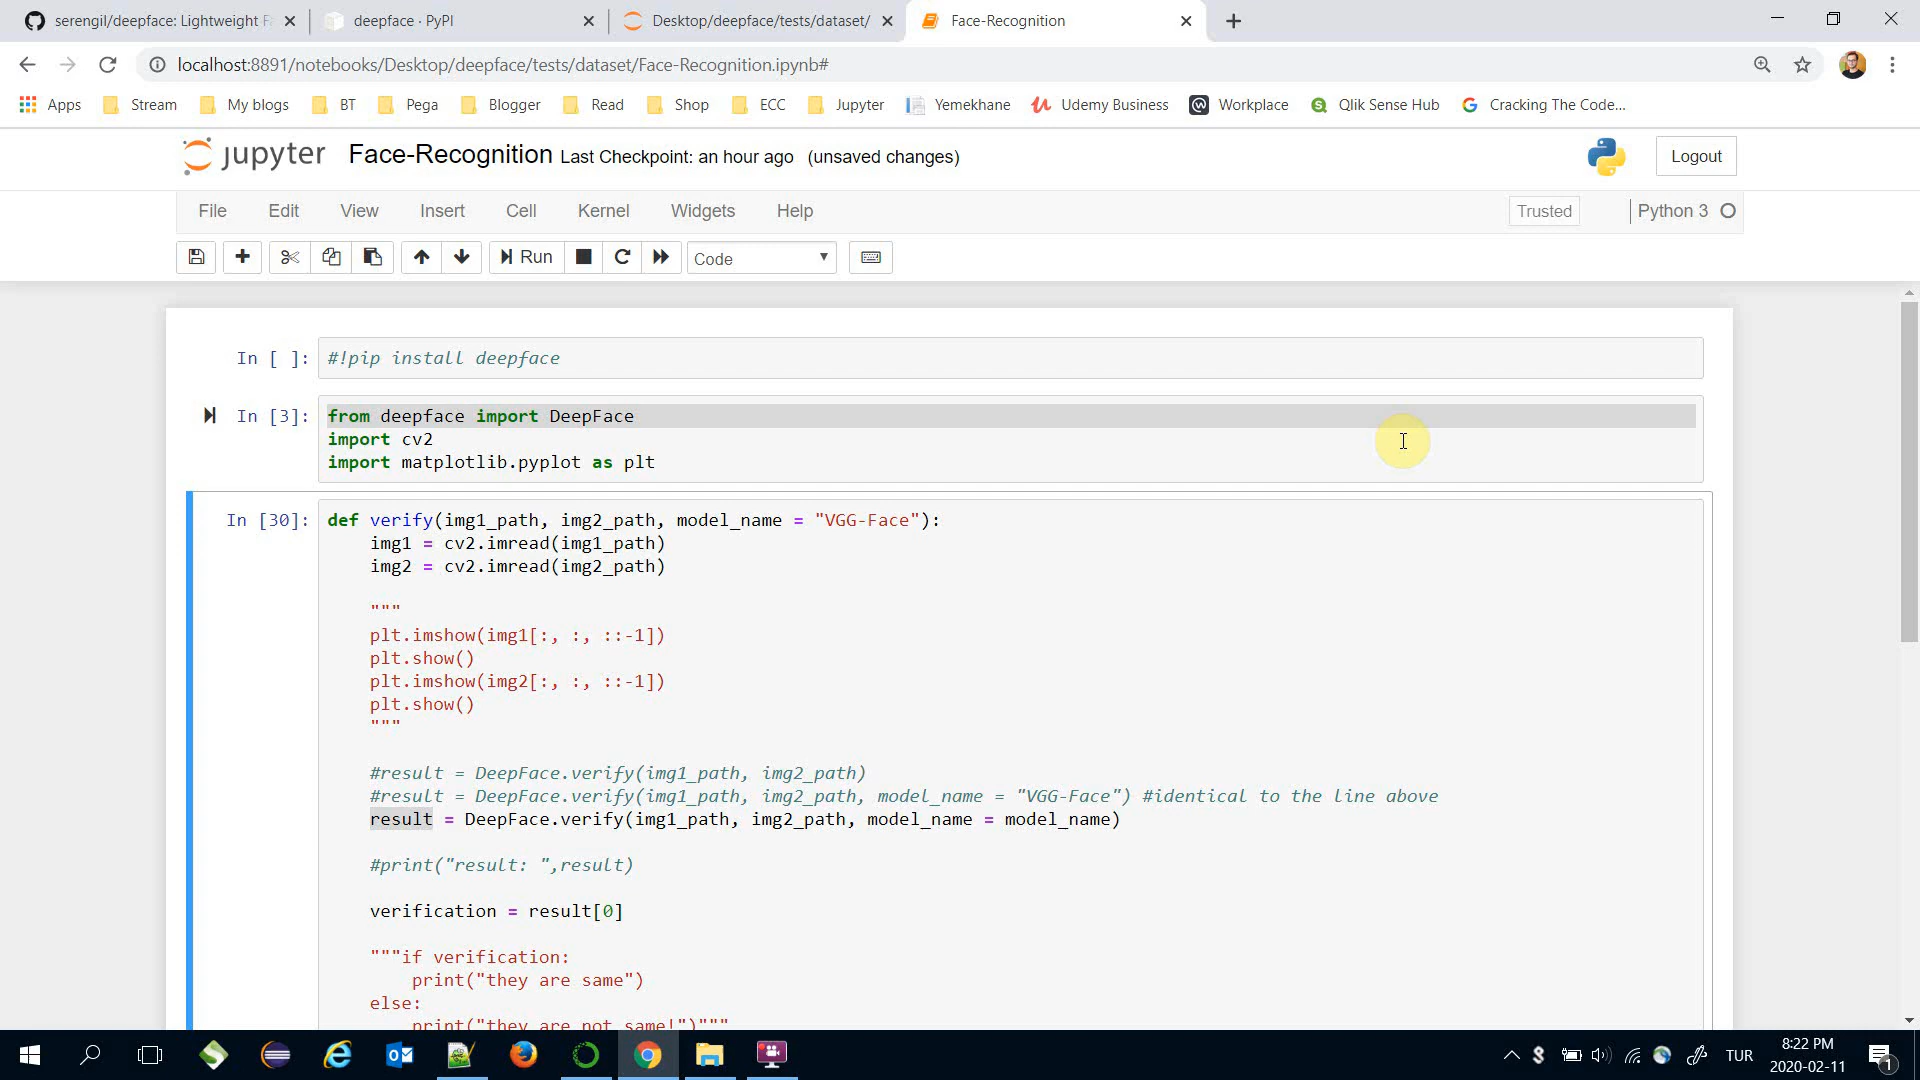 serengil/deepface: Lightweight F
deepface · PyPI
Desktop/deepface/tests/dataset/
Face-Recognition
localhost:8891/notebooks/Desktop/deepface/tests/dataset/Face-Recognition.ipynb#
Apps Stream My blogs BT Pega Blogger Read Shop ECC Jupyter Yemekhane Udemy Business Workplace Qlik Sense Hub Cracking The Code...
jupyter Face-Recognition Last Checkpoint: an hour ago (unsaved changes) Logout
File Edit View Insert Cell Kernel Widgets Help Trusted Python 3
Run Code
In [ ]: #!pip install deepface
In [3]: from deepface import DeepFace
import cv2
import matplotlib.pyplot as plt
In [30]: def verify(img1_path, img2_path, model_name = "VGG-Face"):
img1 = cv2.imread(img1_path)
img2 = cv2.imread(img2_path)
"""
plt.imshow(img1[:, :, ::-1])
plt.show()
plt.imshow(img2[:, :, ::-1])
plt.show()
"""
#result = DeepFace.verify(img1_path, img2_path)
#result = DeepFace.verify(img1_path, img2_path, model_name = "VGG-Face") #identical to the line above
result = DeepFace.verify(img1_path, img2_path, model_name = model_name)
#print("result: ",result)
verification = result[0]
"""if verification:
print("they are same")
else:
print("they are not same!")"""
TUR
8:22 PM
2020-02-11
1